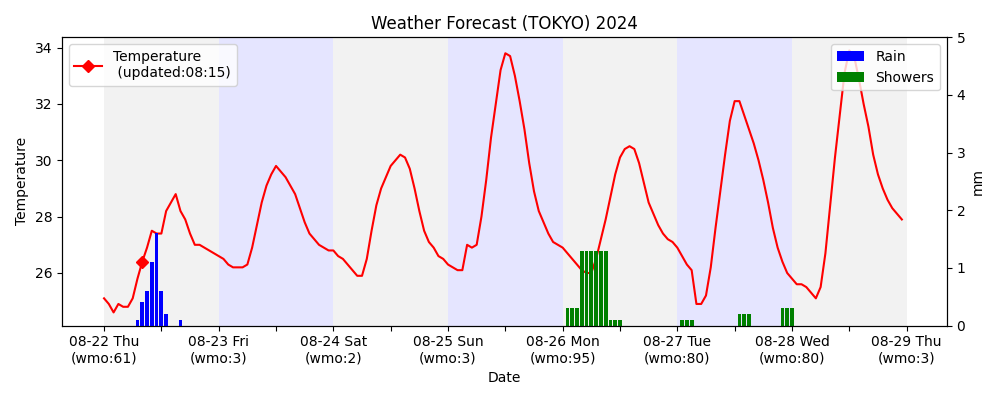 Weather Forecast (TOKYO) 2024
Temperature
(updated:08:15)
Rain
Showers
34
32
30
28
26
Temperature
5
4
3
2
1
0
mm
08-22 Thu
(wmo:61)
08-23 Fri
(wmo:3)
08-24 Sat
(wmo:2)
08-25 Sun
(wmo:3)
08-26 Mon
(wmo:95)
08-27 Tue
(wmo:80)
08-28 Wed
(wmo:80)
08-29 Thu
(wmo:3)
Date